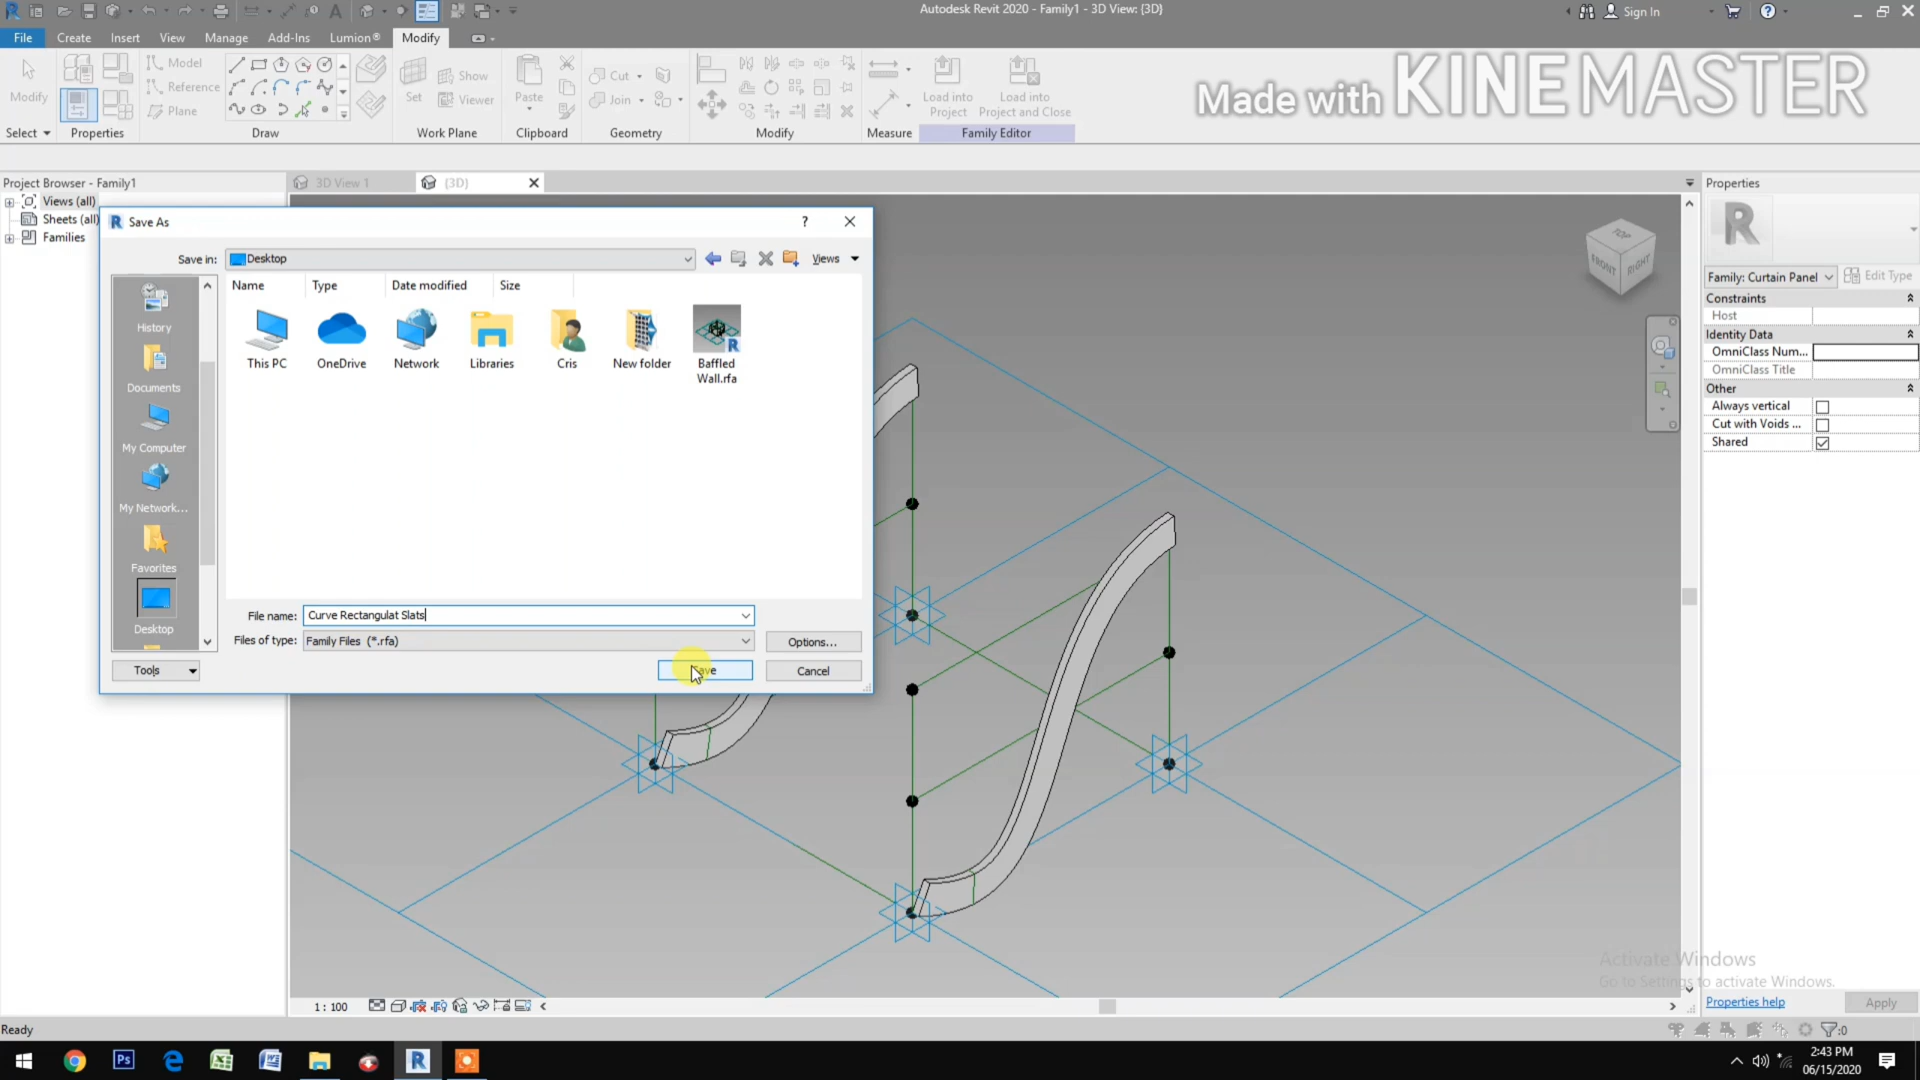 Autodesk Revit 2020 - Family1 - 3D View: {3D}
Sign In
File Create Insert View Manage Add-Ins Lumion® Modify
Modify
Model
Reference
Plane
Set
Show
Viewer
Paste
Cut
Join
Load into Project
Load into Project and Close
Select Properties Draw Work Plane Clipboard Geometry Modify Measure Family Editor
Made with KINEMASTER
Project Browser - Family1
Views (all)
Sheets (all)
Families
3D View 1
{3D}
Save As
Save in: Desktop
Views
Name Type Date modified Size
This PC
OneDrive
Network
Libraries
Cris
New folder
Baffled
Wall.rfa
History
Documents
My Computer
My Network...
Favorites
Desktop
File name: Curve Rectangulat Slats
Files of type: Family Files (*.rfa)
Options...
Tools
Save
Cancel
TOP
FRONT
RIGHT
Properties
R
Family: Curtain Panel
Edit Type
Constraints
Host
Identity Data
OmniClass Num...
OmniClass Title
Other
Always vertical
Cut with Voids ...
Shared
Activate Windows
Go to Settings to activate Windows.
Properties help
Apply
1 : 100
Ready
:0
2:43 PM
06/15/2020